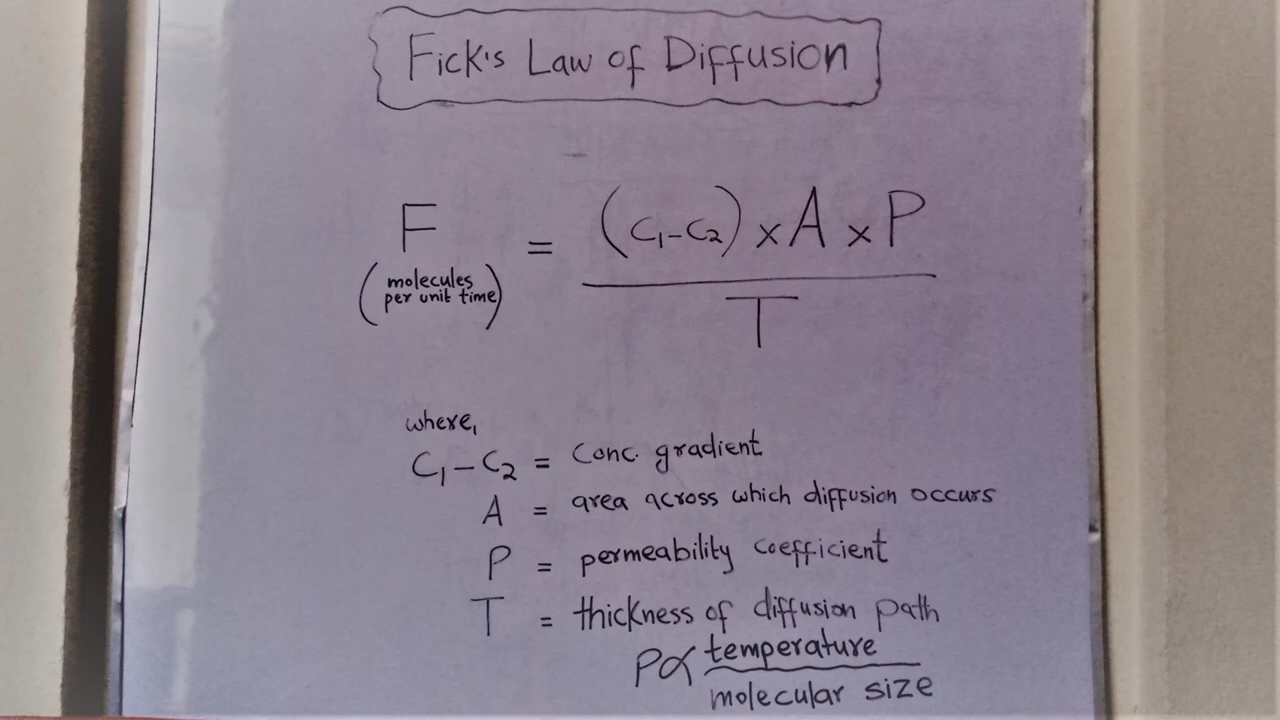 Fick's Law of Diffusion
F = (C₁-C₂) × A × P
(molecules
per unit time)
T
where,
C₁-C₂ = Conc. gradient
A = area across which diffusion occurs
P = permeability coefficient
T = thickness of diffusion path
P∝ temperature
molecular size